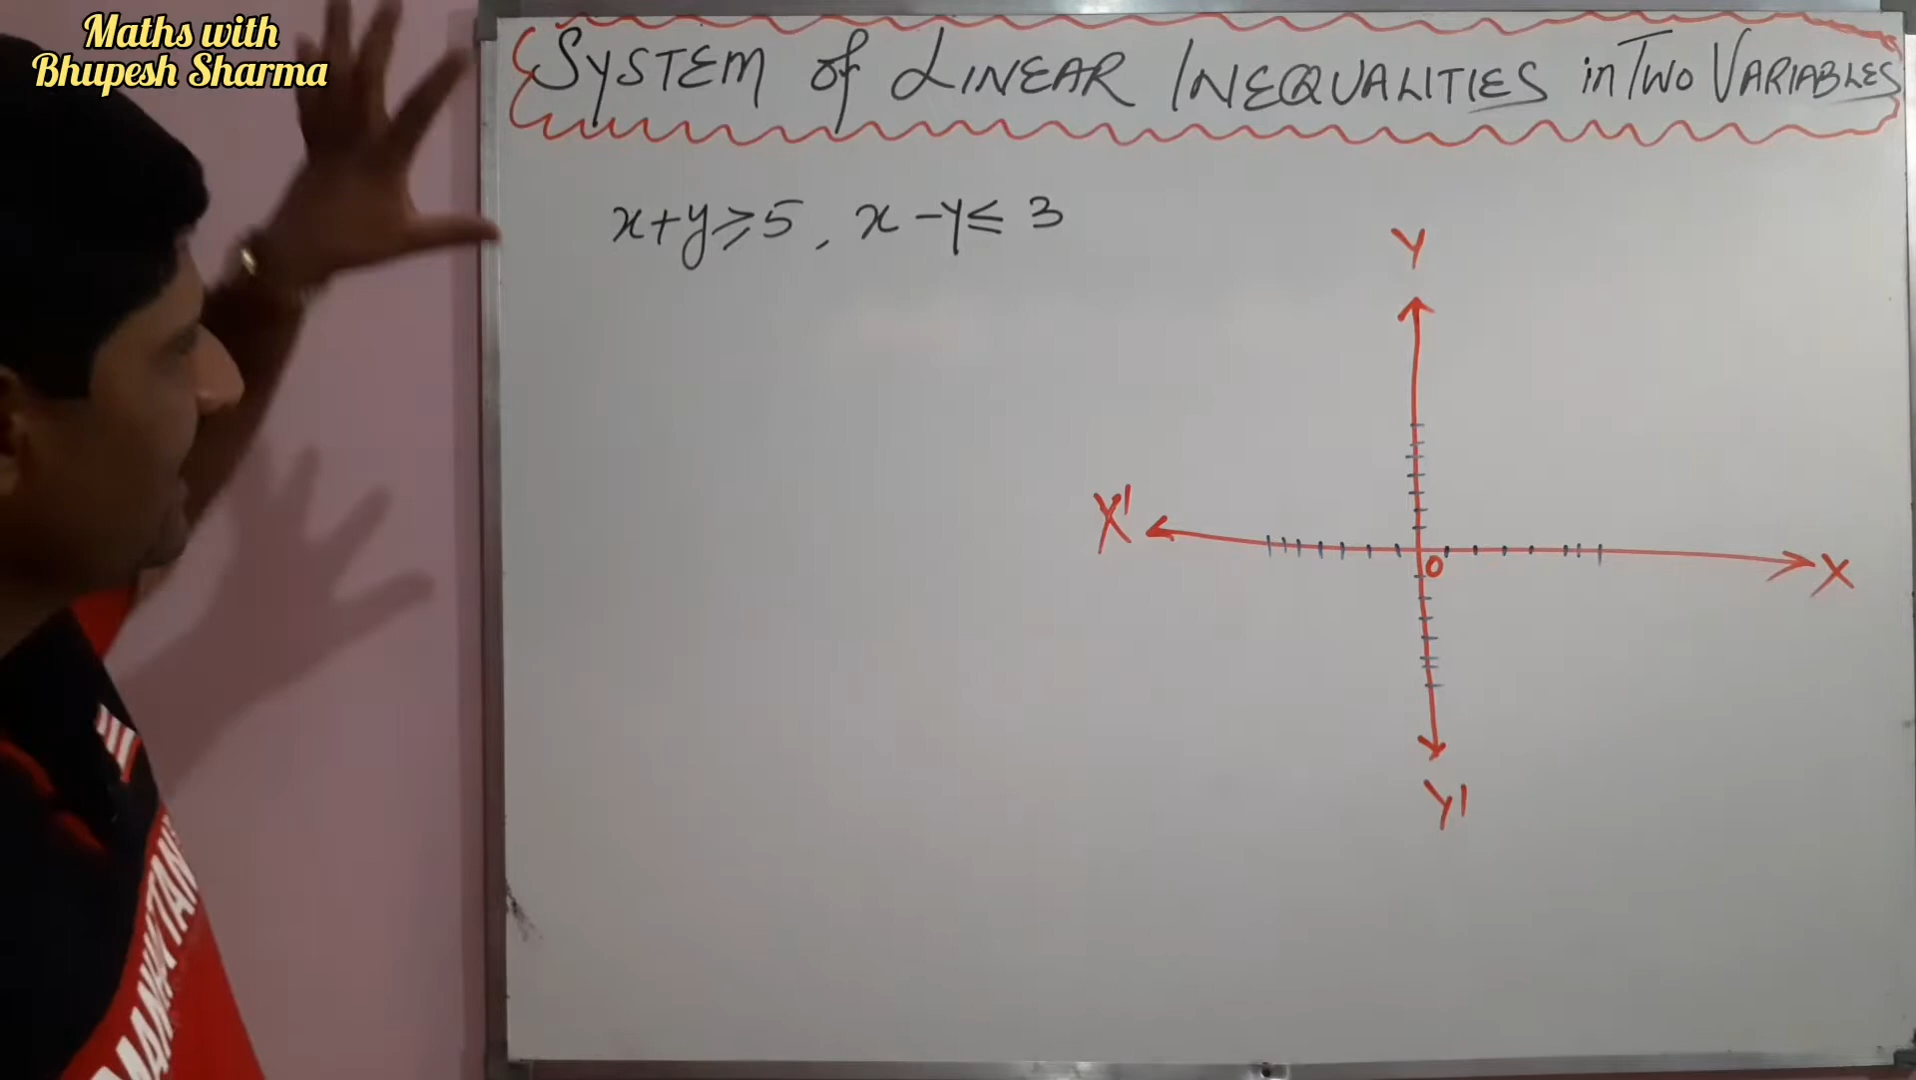 Maths with
Bhupesh Sharma
SYSTEM of LINEAR INEQUALITIES in TWO VARIABLES
x+y⩾5, x-y≤3
Y
X'
O
X
Y'